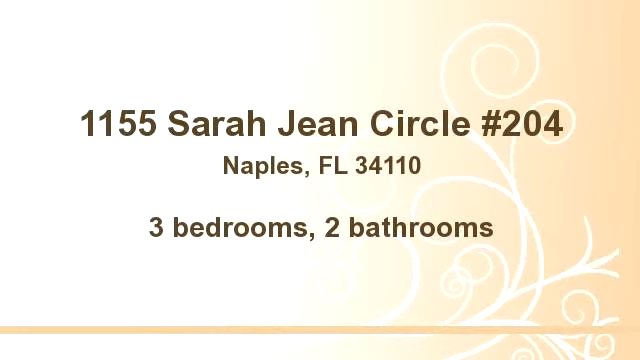 1155 Sarah Jean Circle #204
Naples, FL 34110
3 bedrooms, 2 bathrooms